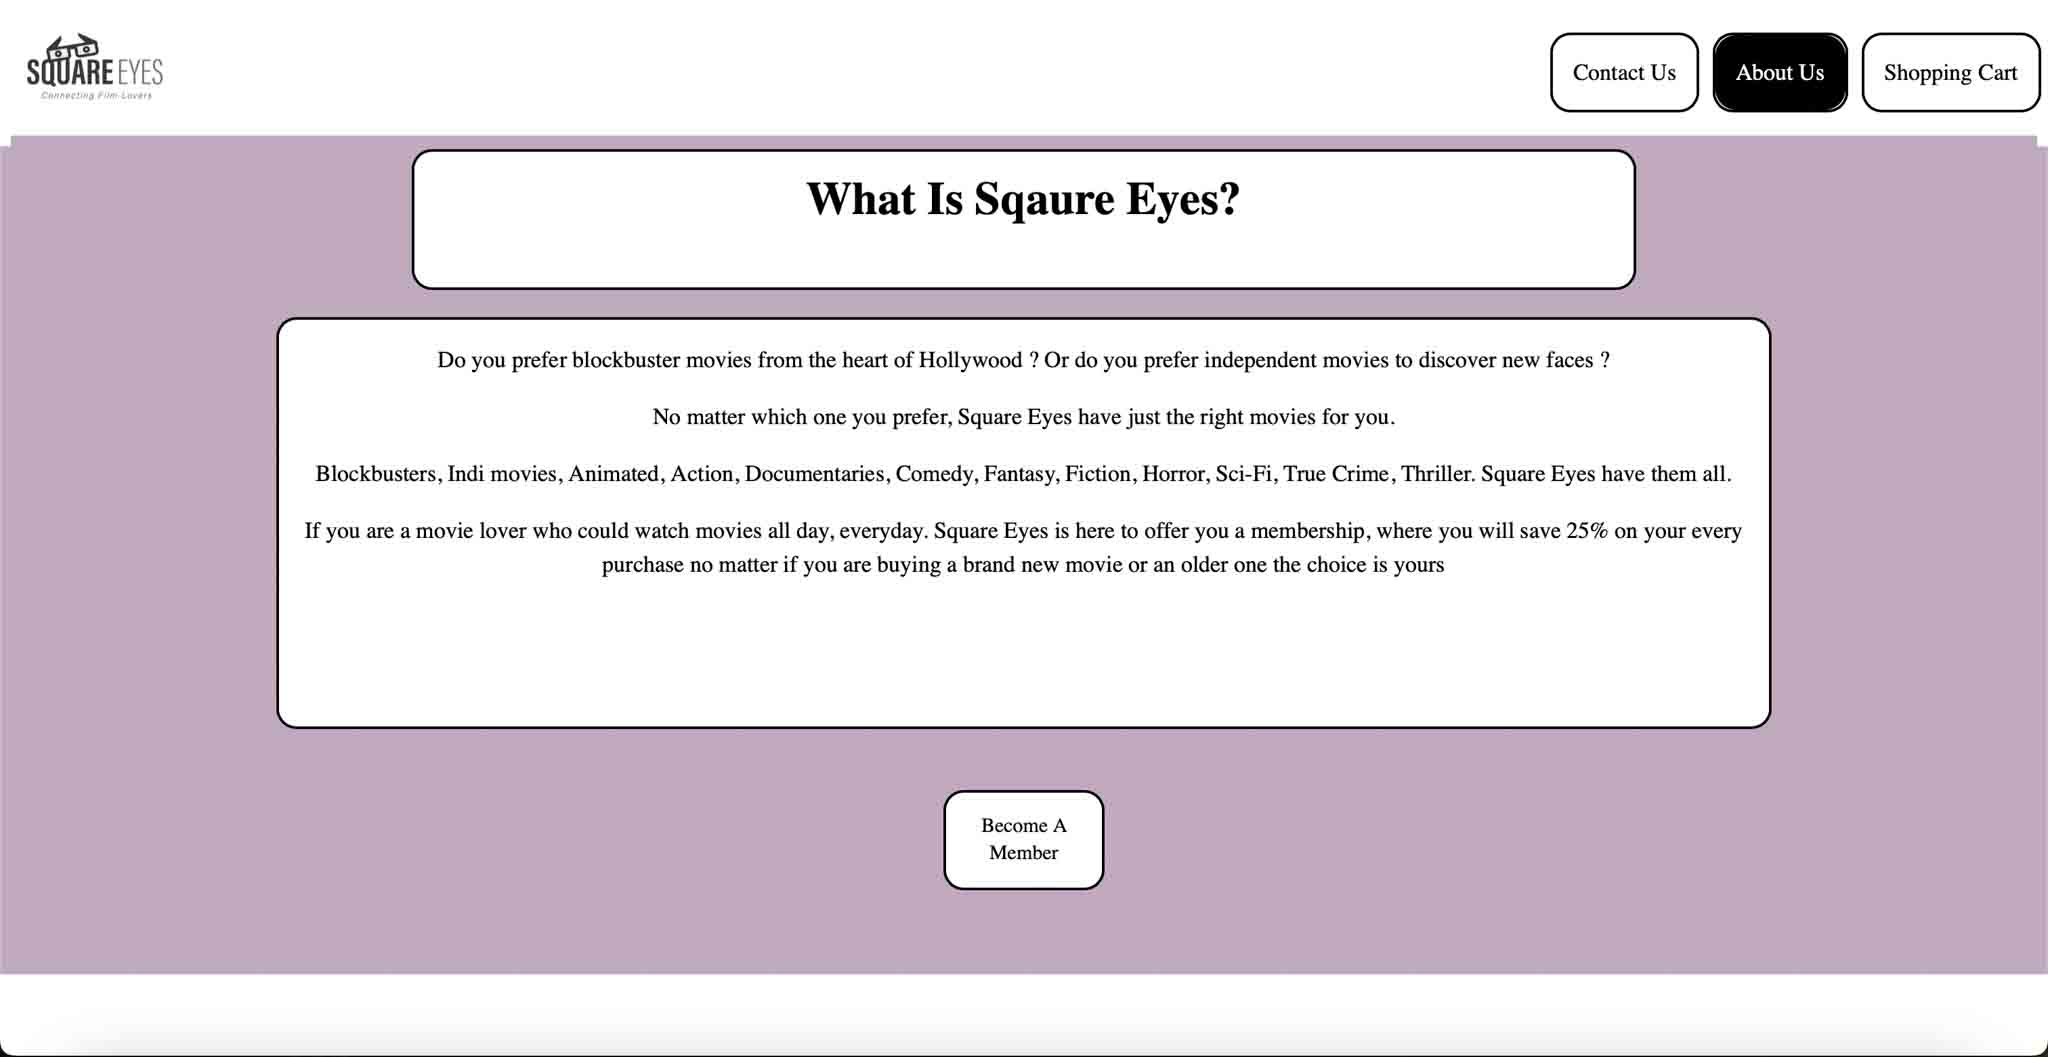 SQUARE EYES
Connecting Film-Lovers
Contact Us
About Us
Shopping Cart
What Is Sqaure Eyes?
Do you prefer blockbuster movies from the heart of Hollywood ? Or do you prefer independent movies to discover new faces ?
No matter which one you prefer, Square Eyes have just the right movies for you.
Blockbusters, Indi movies, Animated, Action, Documentaries, Comedy, Fantasy, Fiction, Horror, Sci-Fi, True Crime, Thriller. Square Eyes have them all.
If you are a movie lover who could watch movies all day, everyday. Square Eyes is here to offer you a membership, where you will save 25% on your every
purchase no matter if you are buying a brand new movie or an older one the choice is yours
Become A
Member